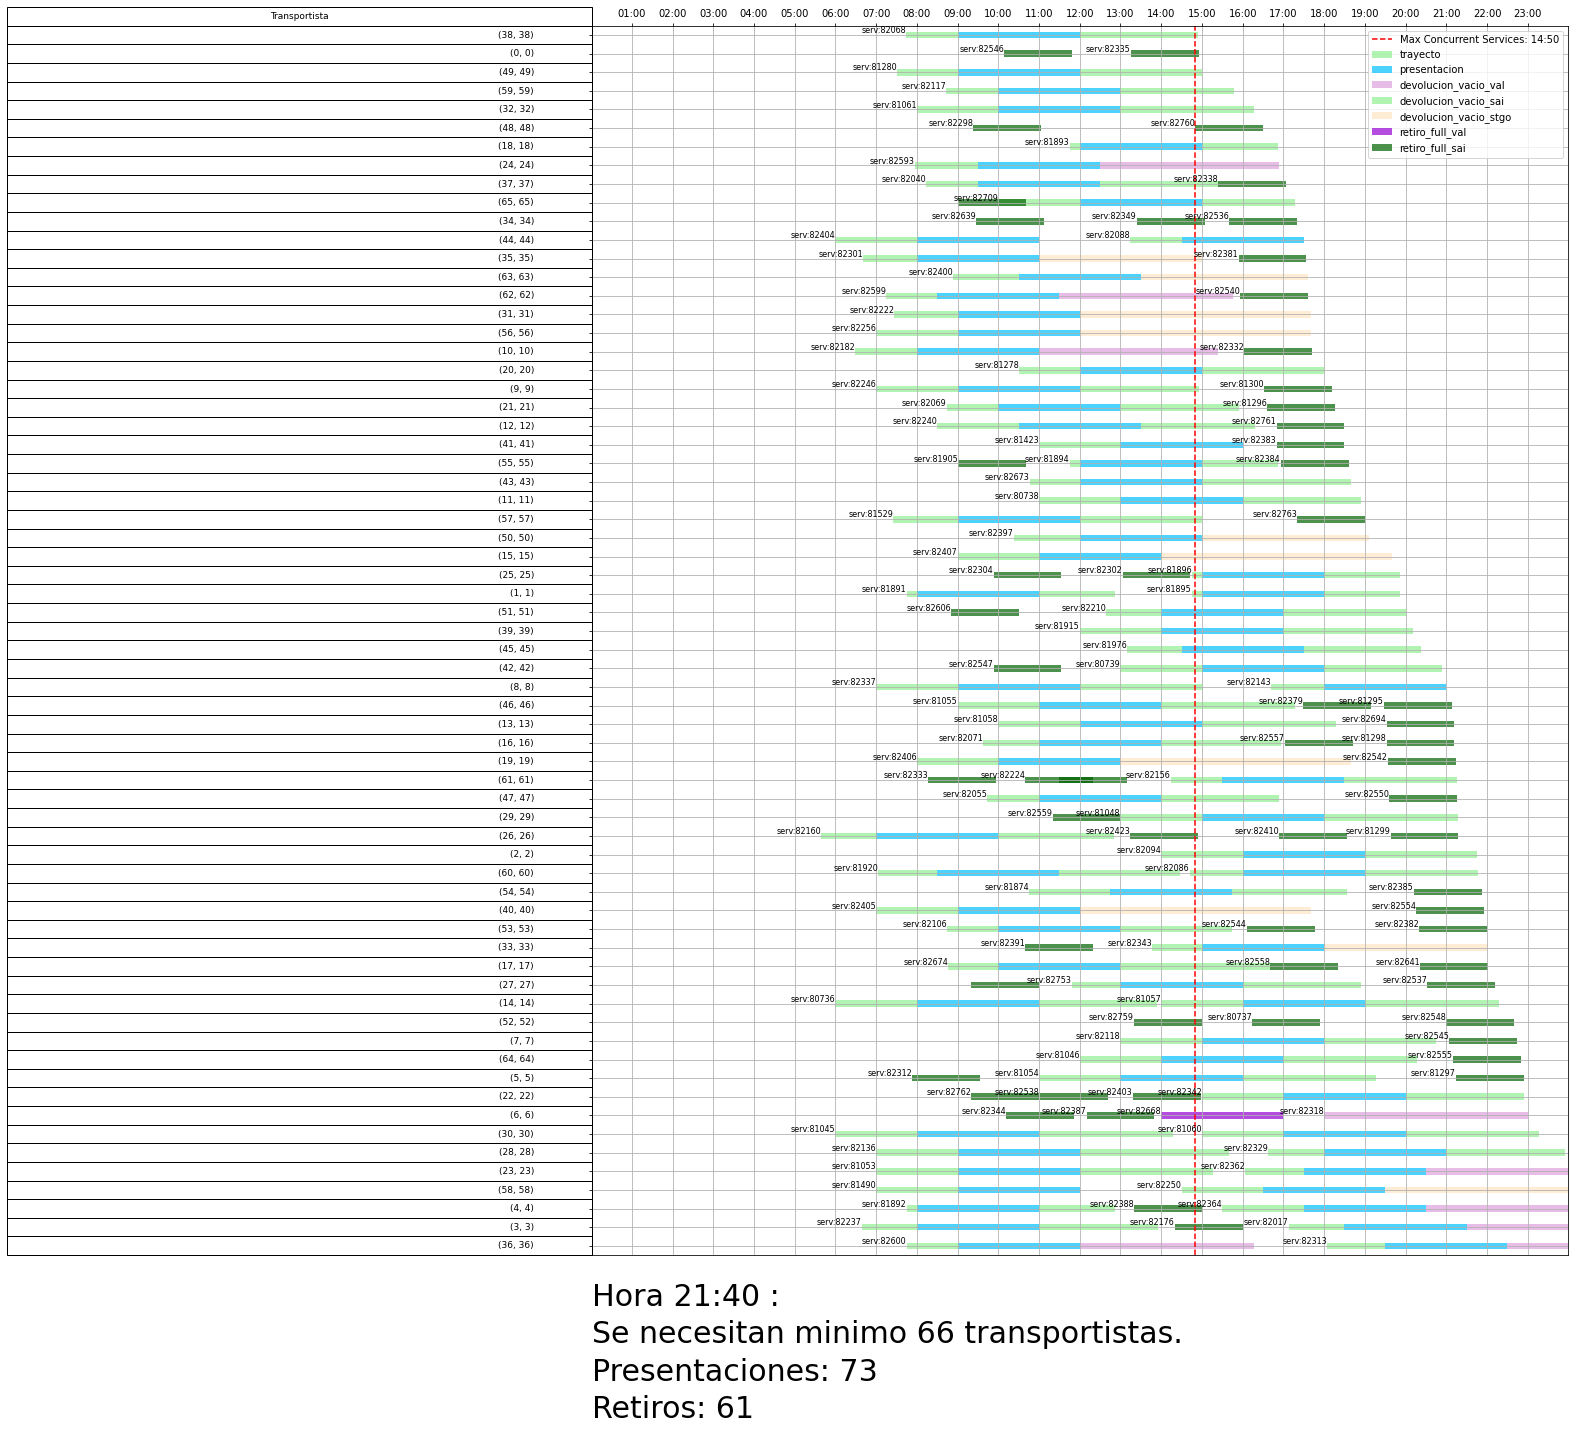 Transportista
01:00 02:00 03:00 04:00 05:00 06:00 07:00 08:00 09:00 10:00 11:00 12:00 13:00 14:00 15:00 16:00 17:00 18:00 19:00 20:00 21:00 22:00 23:00
Max Concurrent Services: 14:50
trayecto
presentacion
devolucion_vacio_val
devolucion_vacio_sai
devolucion_vacio_stgo
retiro_full_val
retiro_full_sai
(38, 38) serv:82068
(0, 0) serv:82546 serv:82335
(49, 49) serv:81280
(59, 59) serv:82117
(32, 32) serv:81061
(48, 48) serv:82298 serv:82760
(18, 18) serv:81893
(24, 24) serv:82593
(37, 37) serv:82040 serv:82338
(65, 65) serv:82709
(34, 34) serv:82639 serv:82349 serv:82536
(44, 44) serv:82404 serv:82088
(35, 35) serv:82301 serv:82381
(63, 63) serv:82400
(62, 62) serv:82599 serv:82540
(31, 31) serv:82222
(56, 56) serv:82256
(10, 10) serv:82182 serv:82332
(20, 20) serv:81278
(9, 9) serv:82246 serv:81300
(21, 21) serv:82069 serv:81296
(12, 12) serv:82240 serv:82761
(41, 41) serv:81423 serv:82383
(55, 55) serv:81905 serv:81894 serv:82384
(43, 43) serv:82673
(11, 11) serv:80738
(57, 57) serv:81529 serv:82763
(50, 50) serv:82397
(15, 15) serv:82407
(25, 25) serv:82304 serv:82302 serv:81896
(1, 1) serv:81891 serv:81895
(51, 51) serv:82606 serv:82210
(39, 39) serv:81915
(45, 45) serv:81976
(42, 42) serv:82547 serv:80739
(8, 8) serv:82337 serv:82143
(46, 46) serv:81055 serv:82379 serv:81295
(13, 13) serv:81058 serv:82694
(16, 16) serv:82071 serv:82557 serv:81298
(19, 19) serv:82406 serv:82542
(61, 61) serv:82333 serv:82224 serv:82156
(47, 47) serv:82055 serv:82550
(29, 29) serv:82559 serv:81048
(26, 26) serv:82160 serv:82423 serv:82410 serv:81299
(2, 2) serv:82094
(60, 60) serv:81920 serv:82086
(54, 54) serv:81874 serv:82385
(40, 40) serv:82405 serv:82554
(53, 53) serv:82106 serv:82544 serv:82382
(33, 33) serv:82391 serv:82343
(17, 17) serv:82674 serv:82558 serv:82641
(27, 27) serv:82753 serv:82537
(14, 14) serv:80736 serv:81057
(52, 52) serv:82759 serv:80737 serv:82548
(7, 7) serv:82118 serv:82545
(64, 64) serv:81046 serv:82555
(5, 5) serv:82312 serv:81054 serv:81297
(22, 22) serv:82762 serv:82538 serv:82403 serv:82342
(6, 6) serv:82344 serv:82387 serv:82668 serv:82318
(30, 30) serv:81045 serv:81060
(28, 28) serv:82136 serv:82329
(23, 23) serv:81053 serv:82362
(58, 58) serv:81490 serv:82250
(4, 4) serv:81892 serv:82388 serv:82364
(3, 3) serv:82237 serv:82176 serv:82017
(36, 36) serv:82600 serv:82313
Hora 21:40 :
Se necesitan minimo 66 transportistas.
Presentaciones: 73
Retiros: 61